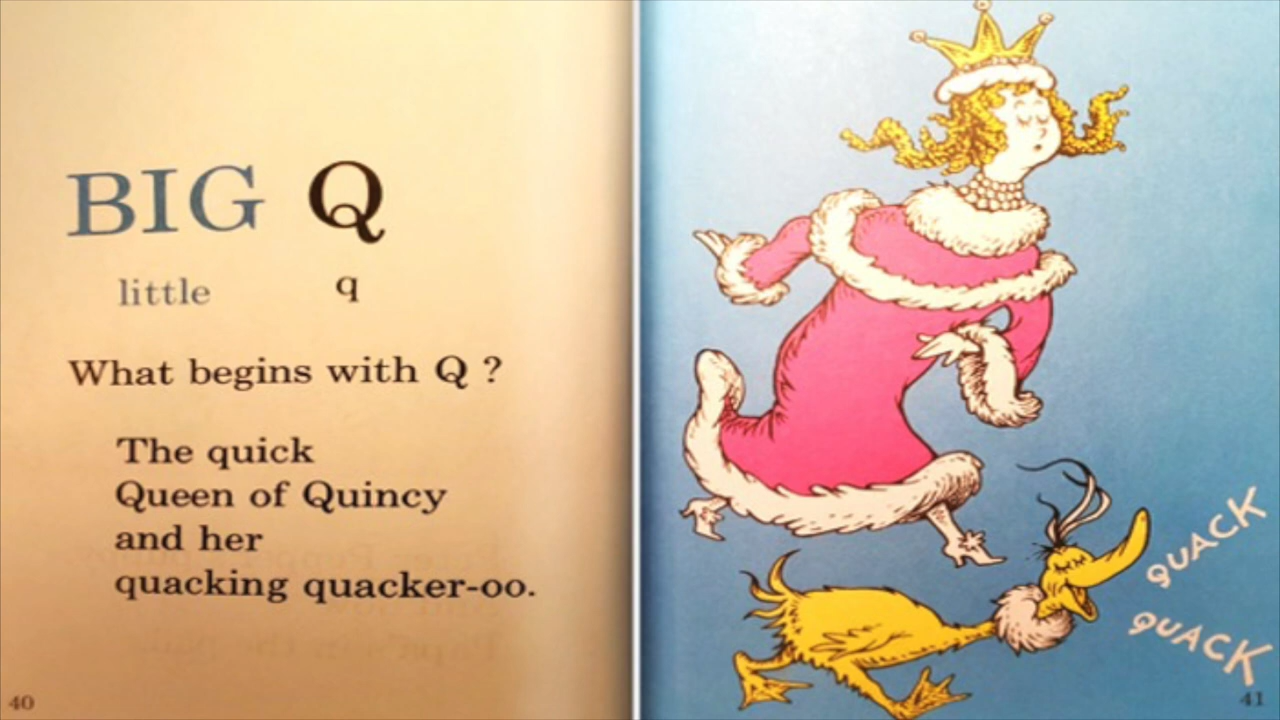 BIG Q
little q
What begins with Q ?
The quick
Queen of Quincy
and her
quacking quacker-oo.
40
QUACK
QUACK
41